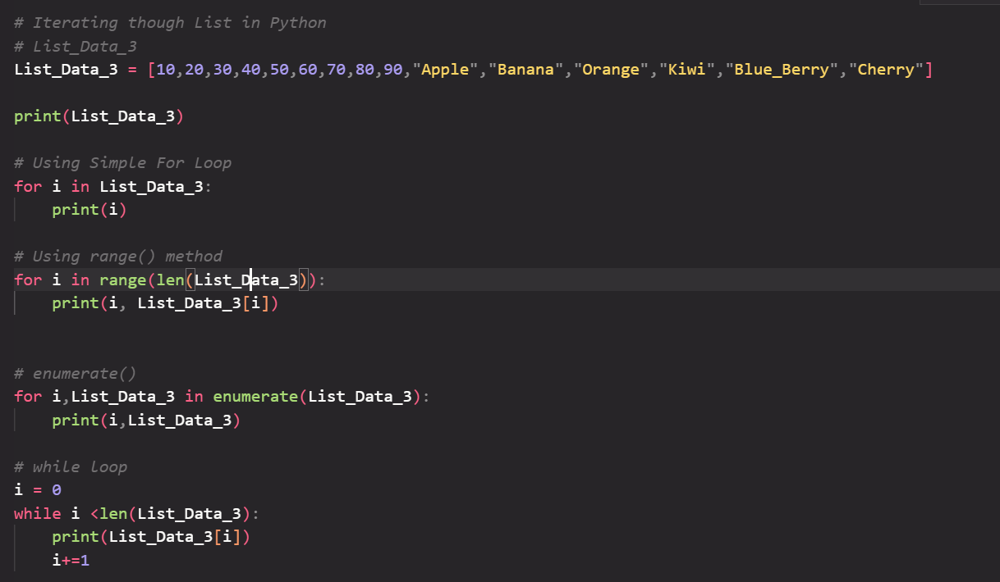 # Iterating though List in Python
# List_Data_3
List_Data_3 = [10,20,30,40,50,60,70,80,90,"Apple","Banana","Orange","Kiwi","Blue_Berry","Cherry"]
print(List_Data_3)
# Using Simple For Loop
for i in List_Data_3:
    print(i)
# Using range() method
for i in range(len(List_Data_3)):
    print(i, List_Data_3[i])
# enumerate()
for i,List_Data_3 in enumerate(List_Data_3):
    print(i,List_Data_3)
# while loop
i = 0
while i <len(List_Data_3):
    print(List_Data_3[i])
    i+=1